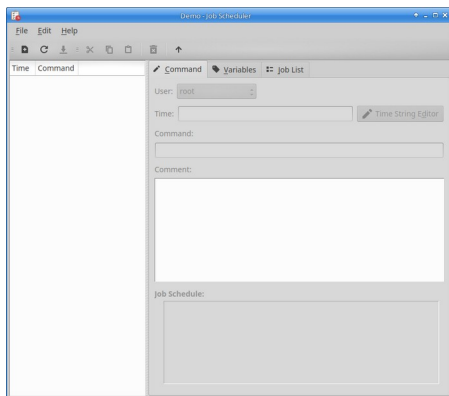 Demo - Job Scheduler
File Edit Help
Time Command
Command Variables Job List
User: root
Time: Time String Editor
Command:
Comment:
Job Schedule: